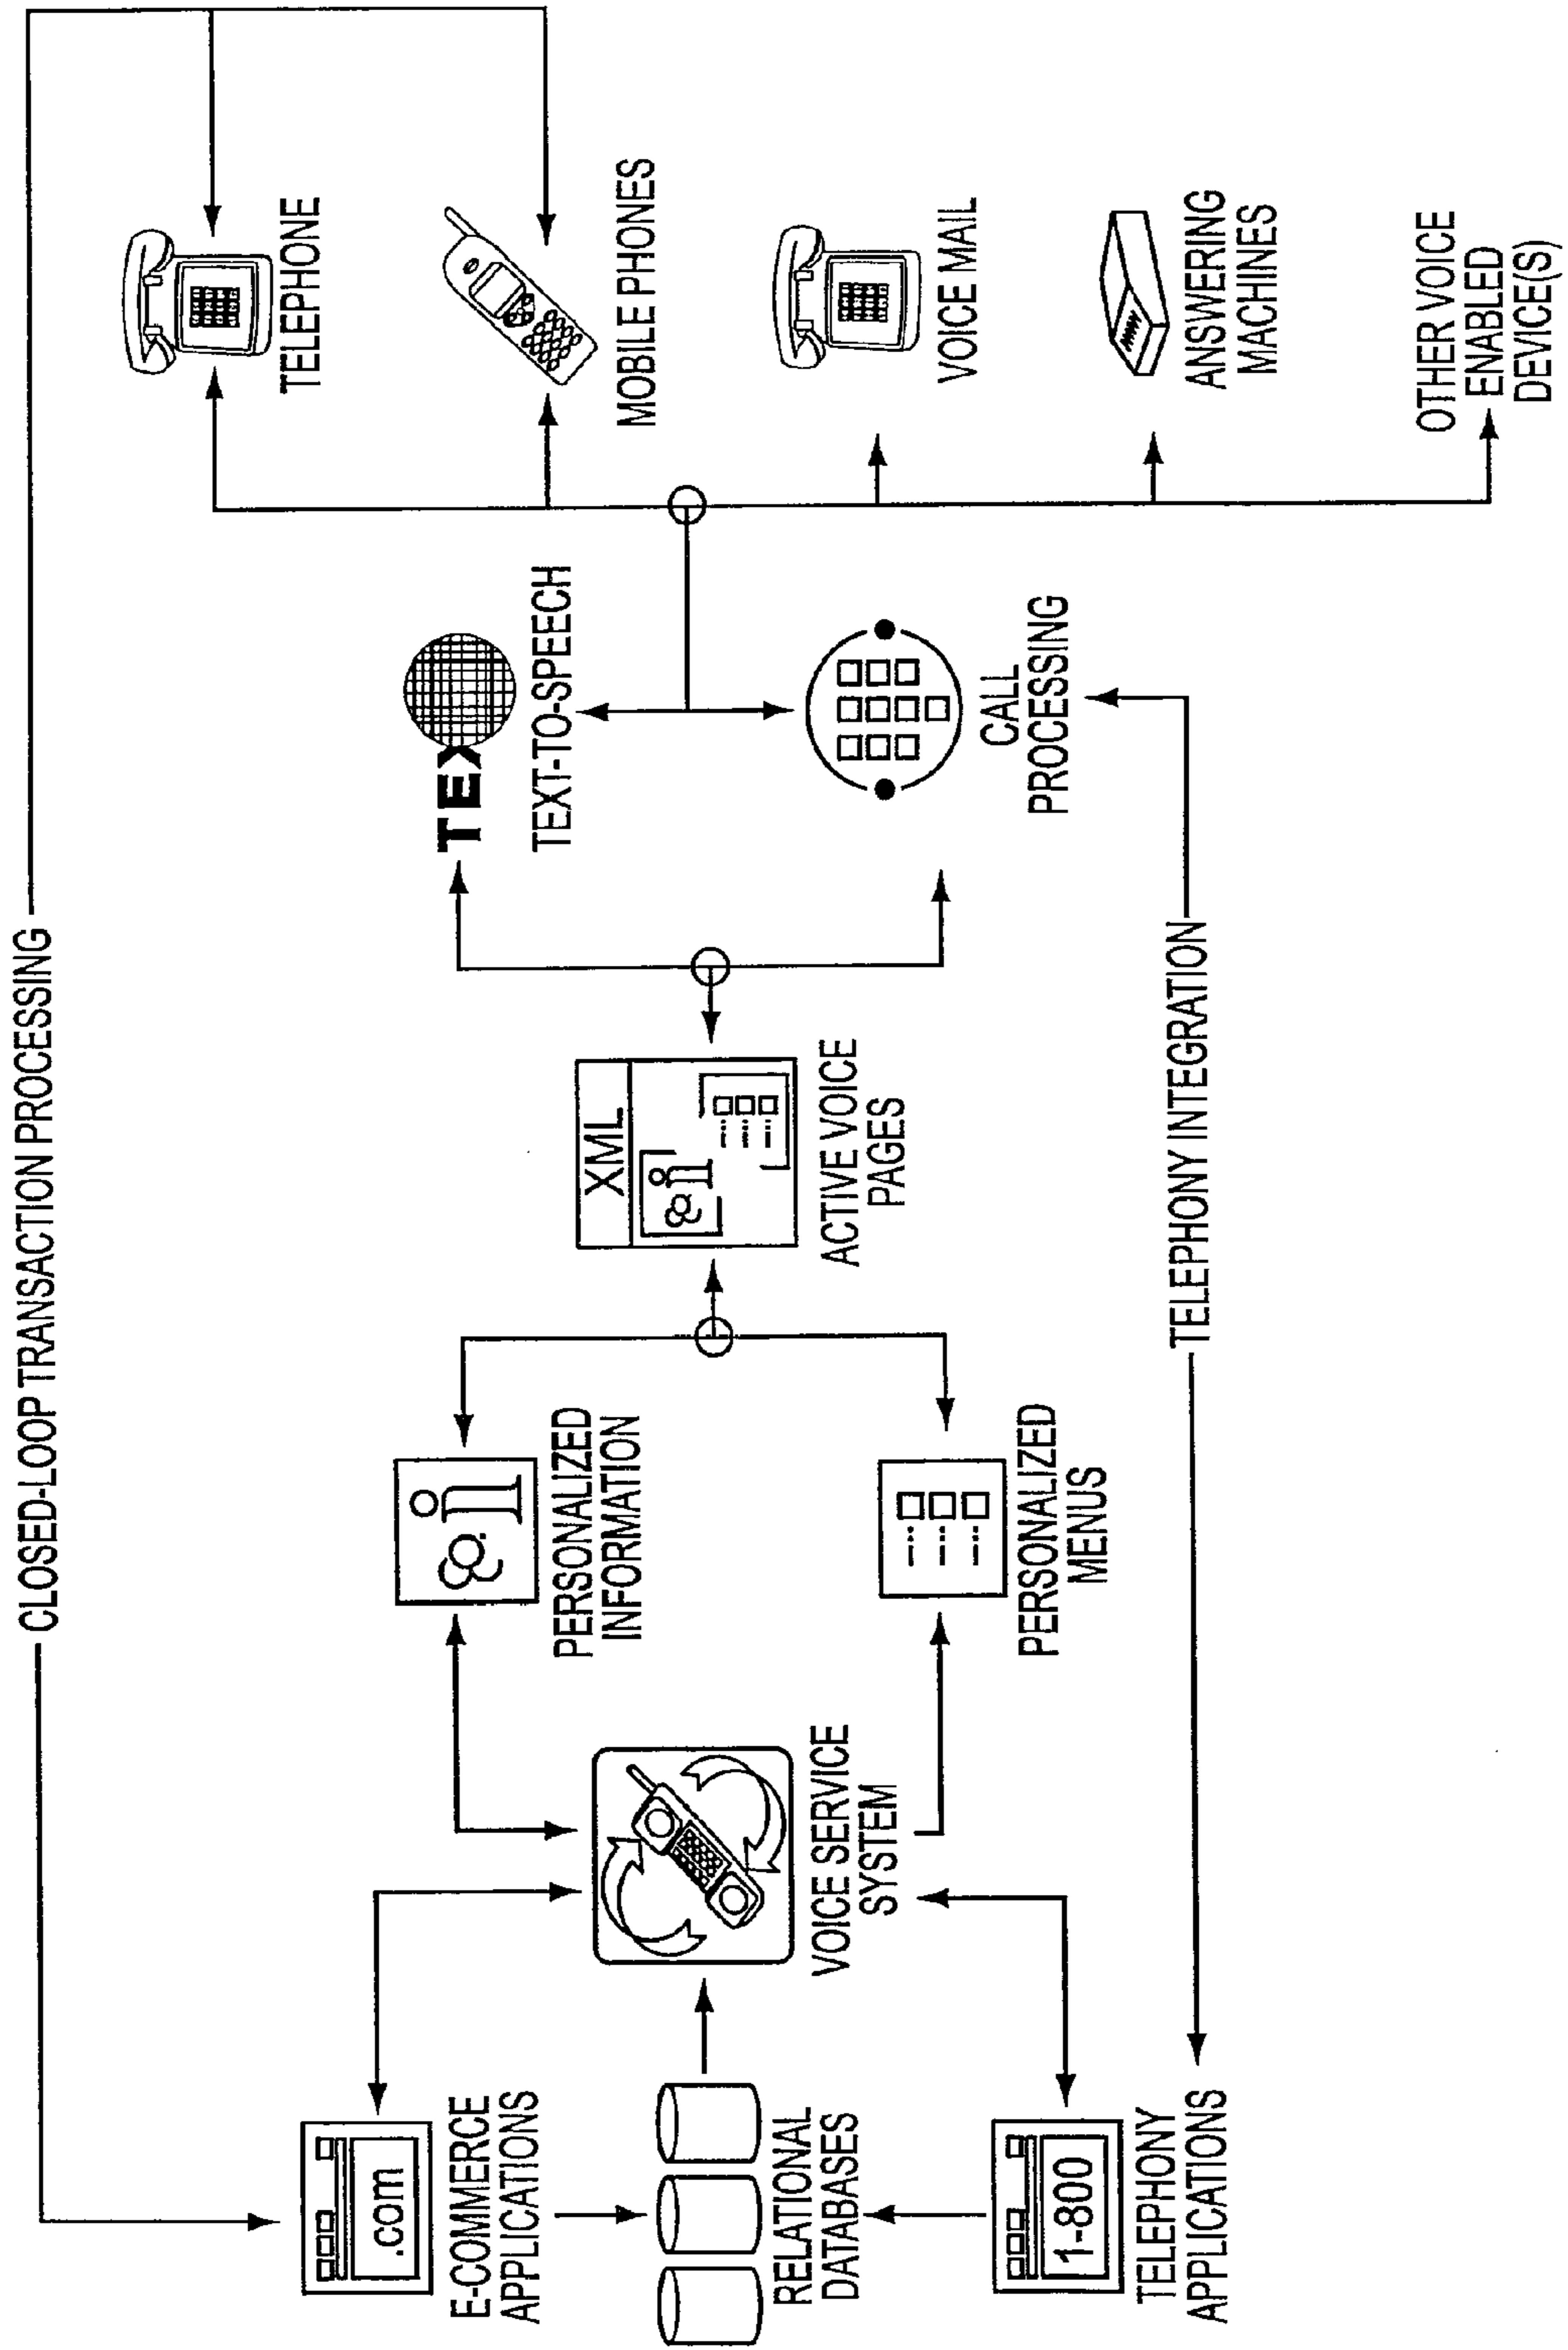 CLOSED-LOOP TRANSACTION PROCESSING
.com
E-COMMERCE
APPLICATIONS
RELATIONAL
DATABASES
1-800
TELEPHONY
APPLICATIONS
VOICE SERVICE
SYSTEM
i
PERSONALIZED
INFORMATION
PERSONALIZED
MENUS
XML
i
ACTIVE VOICE
PAGES
TELEPHONY INTEGRATION
TEX
TEXT-TO-SPEECH
CALL
PROCESSING
TELEPHONE
MOBILE PHONES
VOICE MAIL
ANSWERING
MACHINES
OTHER VOICE
ENABLED
DEVICE(S)